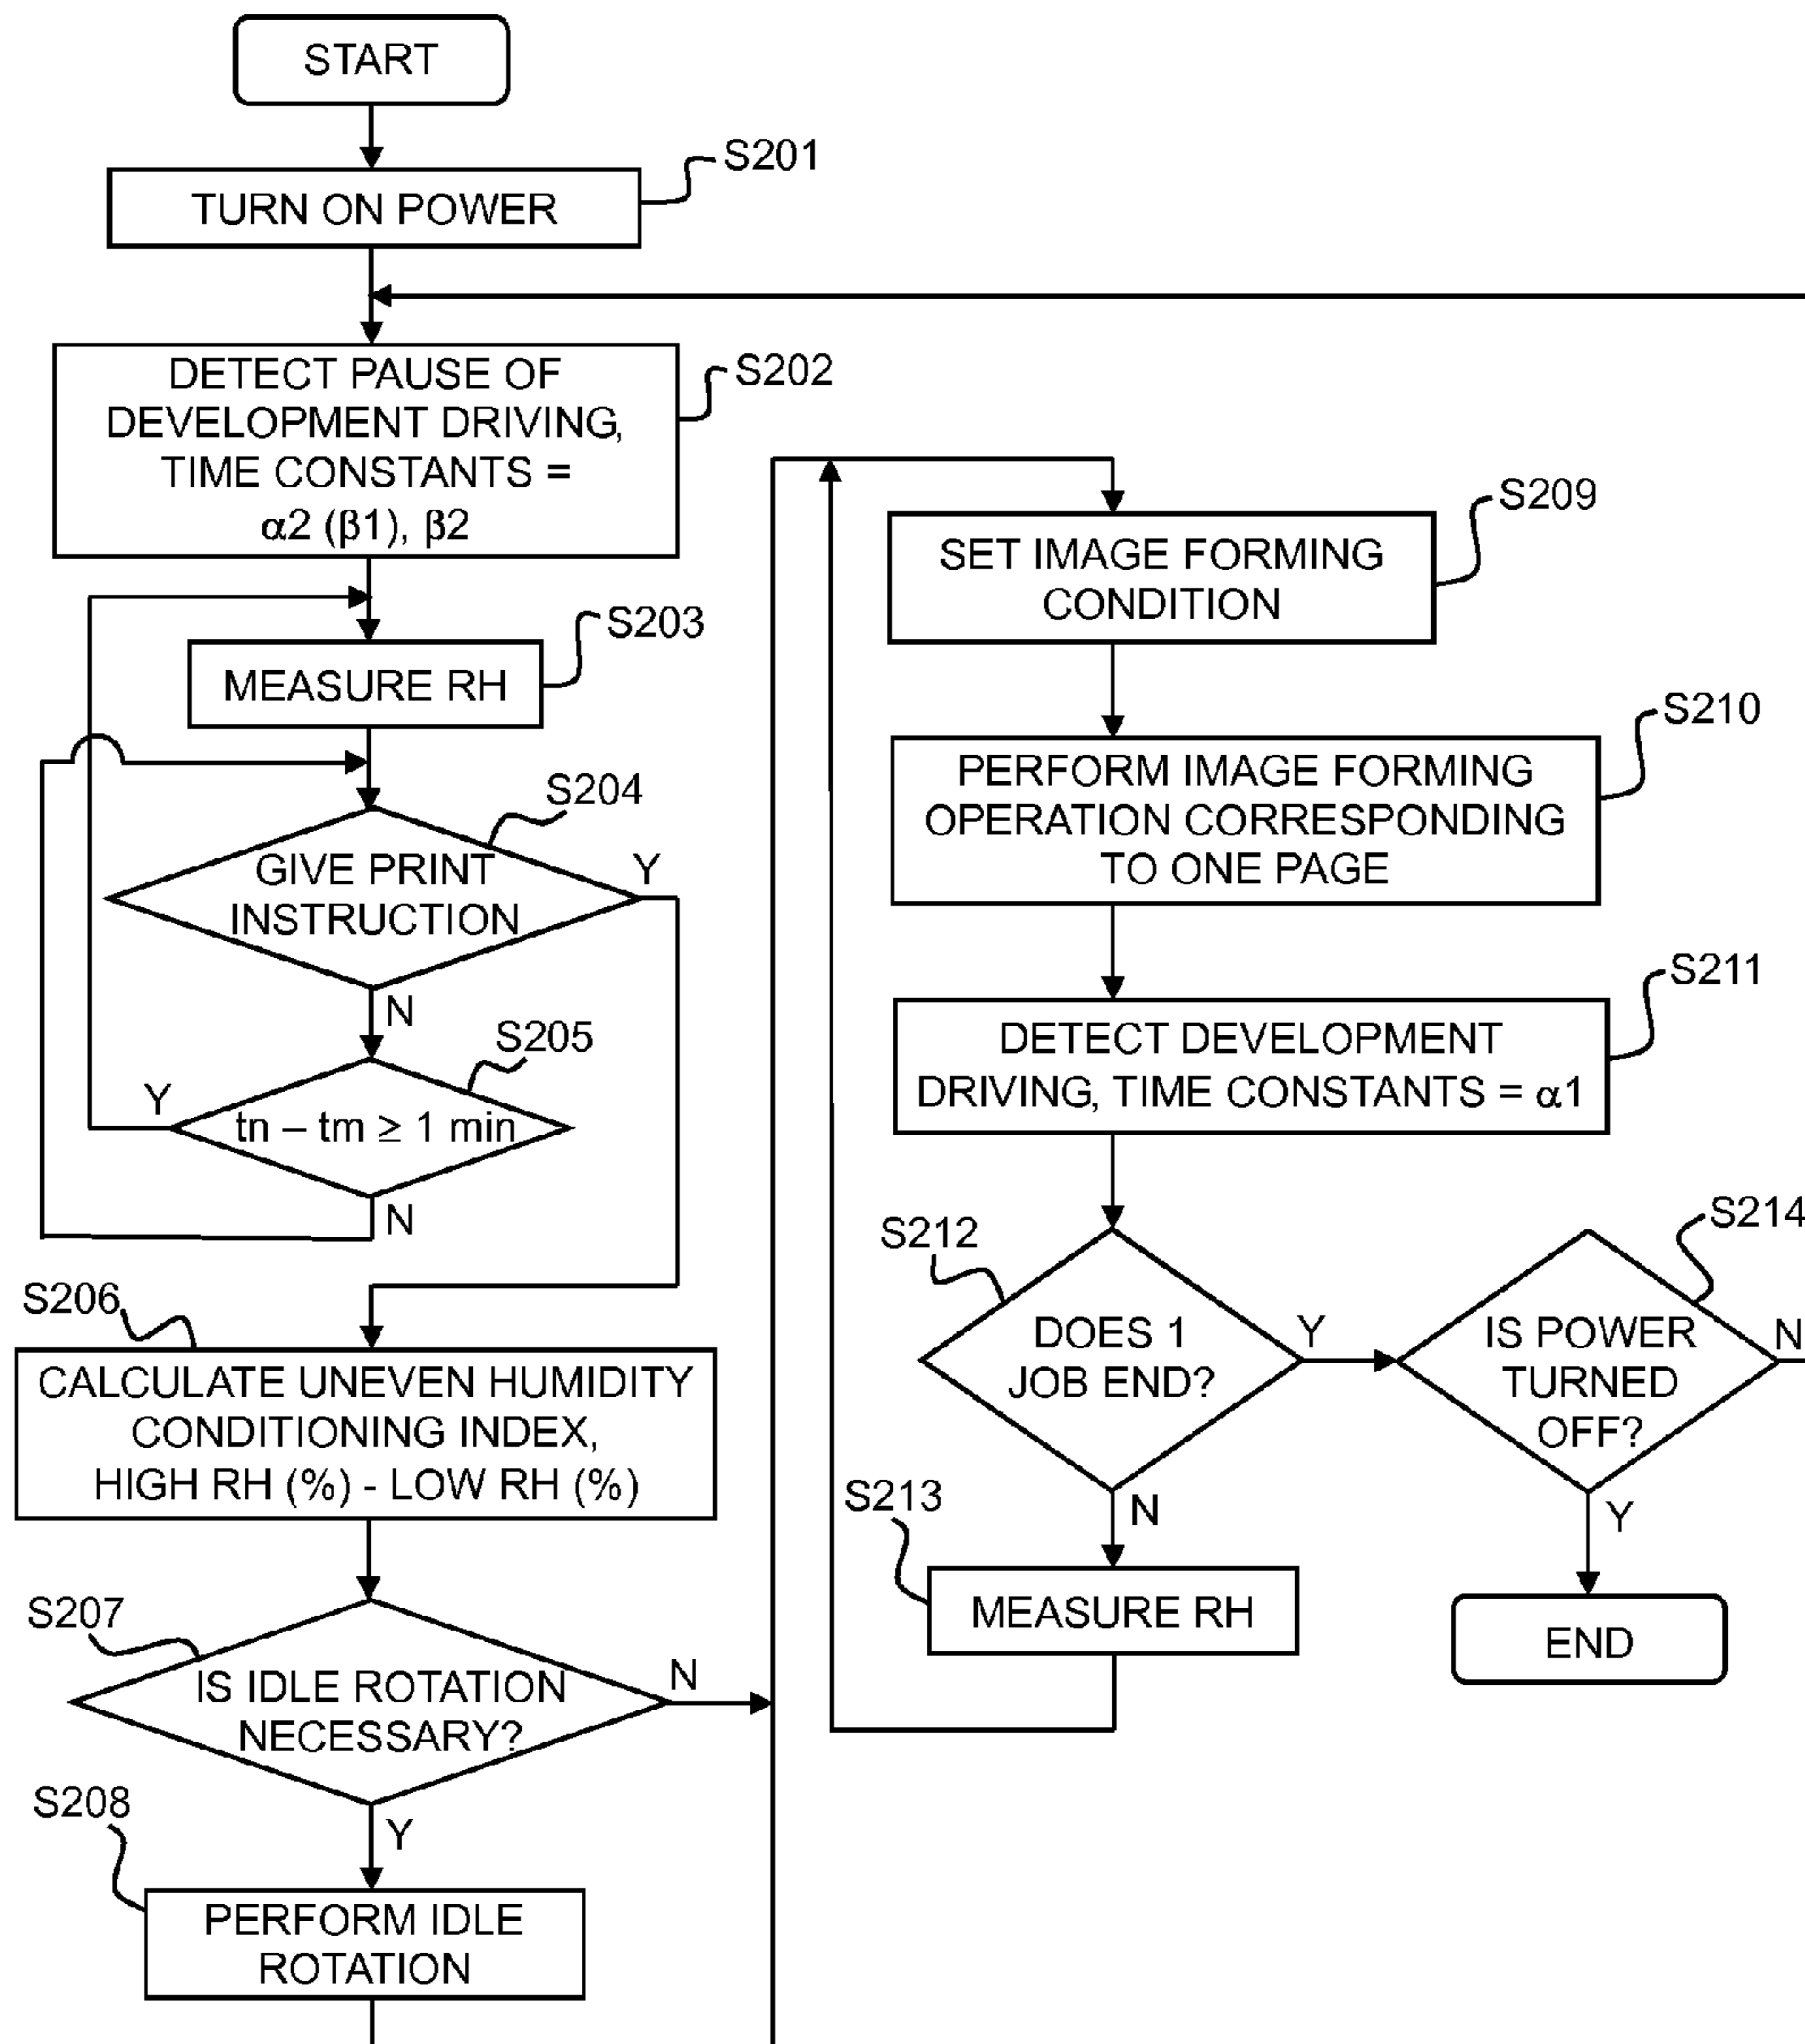 START
S201
TURN ON POWER
S202
DETECT PAUSE OF
DEVELOPMENT DRIVING,
TIME CONSTANTS =
α2 (β1), β2
S203
MEASURE RH
S204
GIVE PRINT
INSTRUCTION
Y
N
S205
tn – tm ≥ 1 min
Y
N
S206
CALCULATE UNEVEN HUMIDITY
CONDITIONING INDEX,
HIGH RH (%) - LOW RH (%)
S207
IS IDLE ROTATION
NECESSARY?
N
Y
S208
PERFORM IDLE
ROTATION
S209
SET IMAGE FORMING
CONDITION
S210
PERFORM IMAGE FORMING
OPERATION CORRESPONDING
TO ONE PAGE
S211
DETECT DEVELOPMENT
DRIVING, TIME CONSTANTS = α1
S212
DOES 1
JOB END?
Y
N
S213
MEASURE RH
S214
IS POWER
TURNED
OFF?
N
Y
END